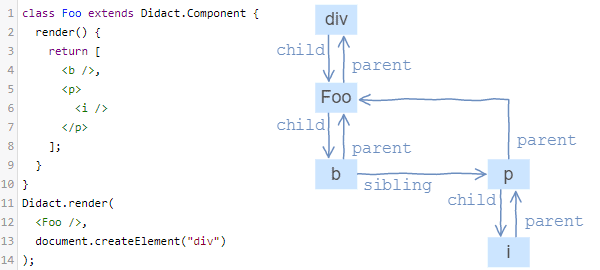 1 class Foo extends Didact.Component {
2 render() {
3 return [
4 <b />,
5 <p>
6 <i />
7 </p>
8 ];
9 }
10 }
11 Didact.render(
12 <Foo />,
13 document.createElement("div")
14 );
div
child
parent
Foo
child
parent
parent
b
sibling
p
child
parent
i